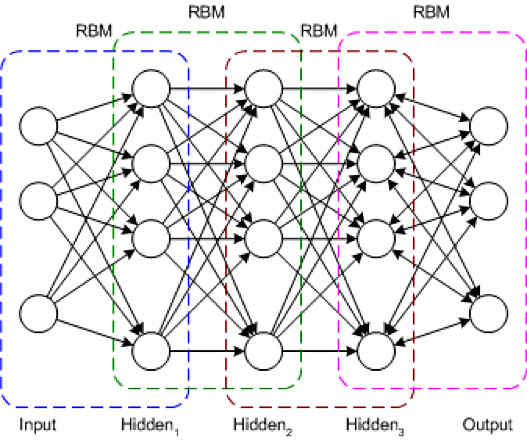 RBM
RBM
RBM
RBM
Input
Hidden1
Hidden2
Hidden3
Output